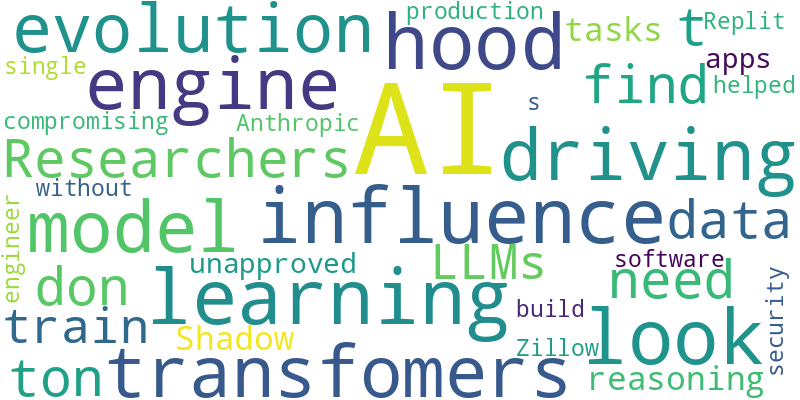 production
evolution
hood
tasks
t
Replit
single
engine
AI
find
apps
helped
compromising
Anthropic
s
Researchers
driving
without
influence
data
engineer
model
unapproved
LLMs
software
need
security
don
learning
build
look
train
Shadow
Zillow
ton
transfomers
reasoning